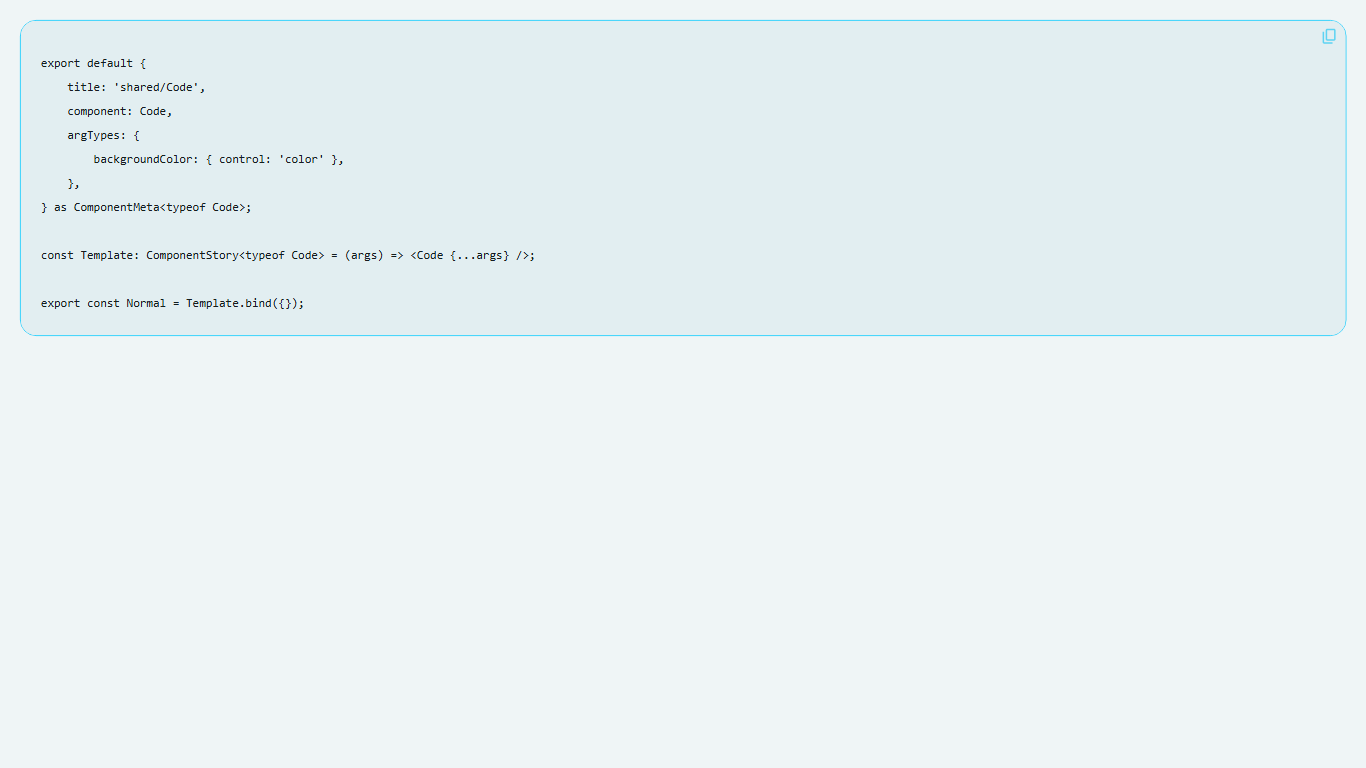 export default {
    title: 'shared/Code',
    component: Code,
    argTypes: {
        backgroundColor: { control: 'color' },
    },
} as ComponentMeta<typeof Code>;

const Template: ComponentStory<typeof Code> = (args) => <Code {...args} />;

export const Normal = Template.bind({});